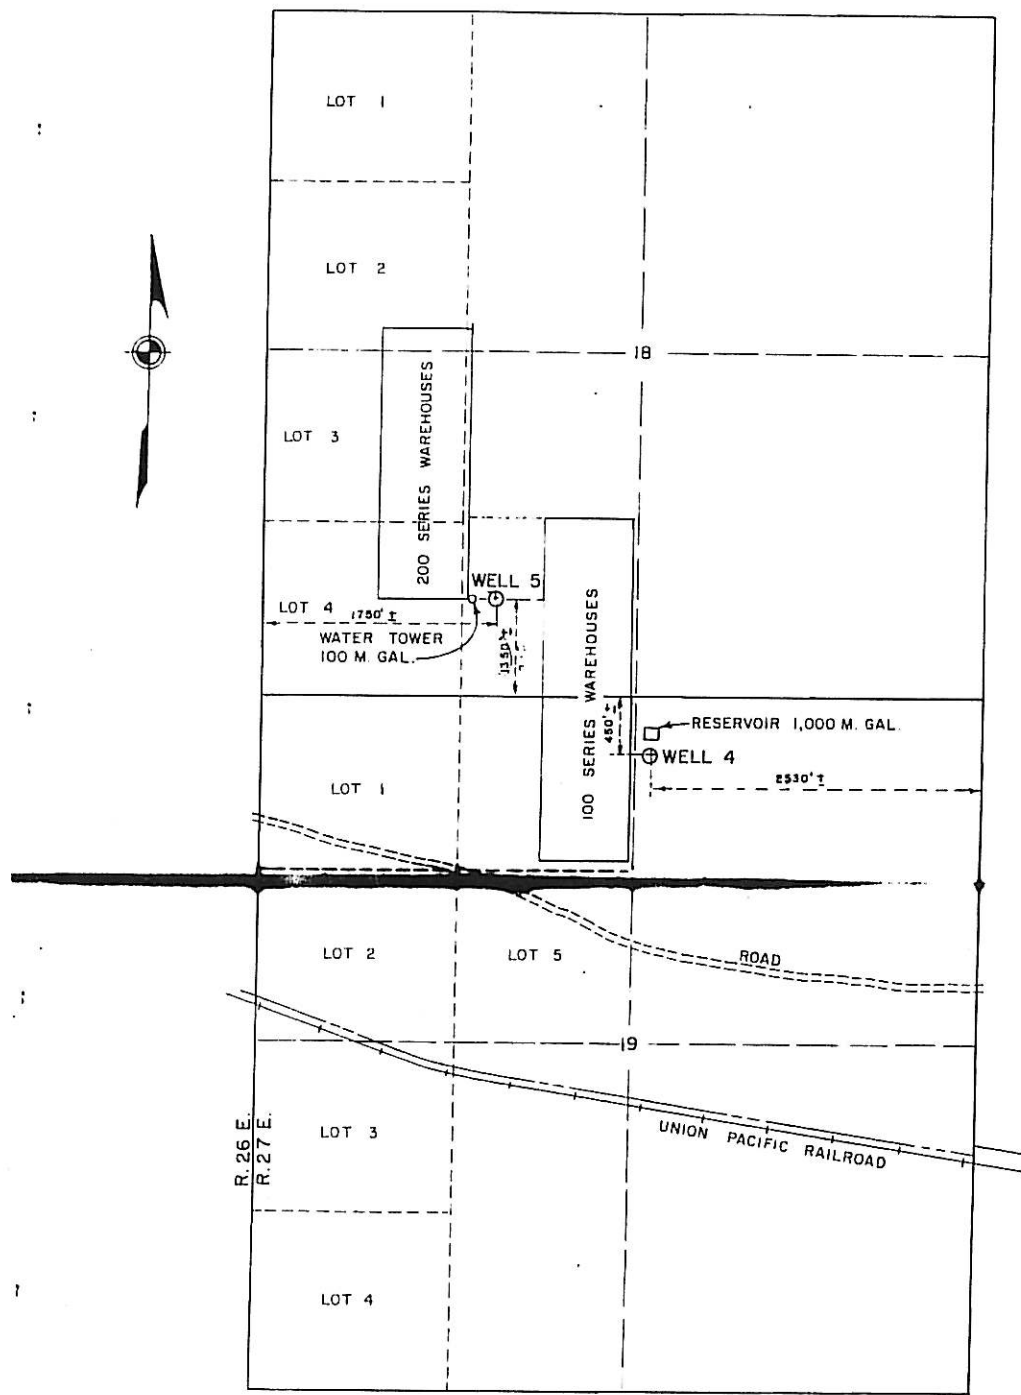 LOT 1
LOT 2
18
LOT 3
200 SERIES WAREHOUSES
WELL 5
LOT 4
1750' ±
WATER TOWER
100 M. GAL.
1350' ±
100 SERIES WAREHOUSES
450' ±
RESERVOIR 1,000 M. GAL.
WELL 4
2530' ±
LOT 1
LOT 2
LOT 5
ROAD
19
R. 26 E.
R. 27 E.
LOT 3
UNION PACIFIC RAILROAD
LOT 4